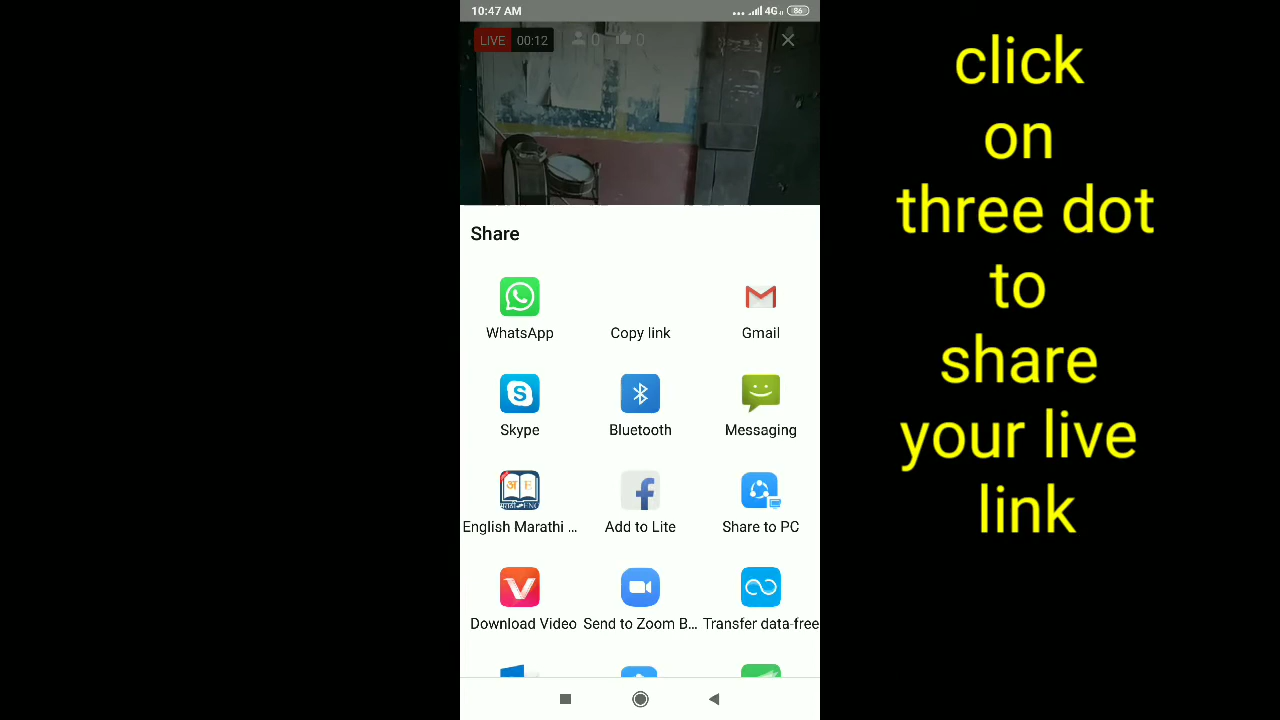 10:47 AM
4G
86
LIVE 00:12 0 0
Share
WhatsApp
Copy link
Gmail
Skype
Bluetooth
Messaging
English Marathi ...
Add to Lite
Share to PC
Download Video
Send to Zoom B...
Transfer data-free
click
on
three dot
to
share
your live
link